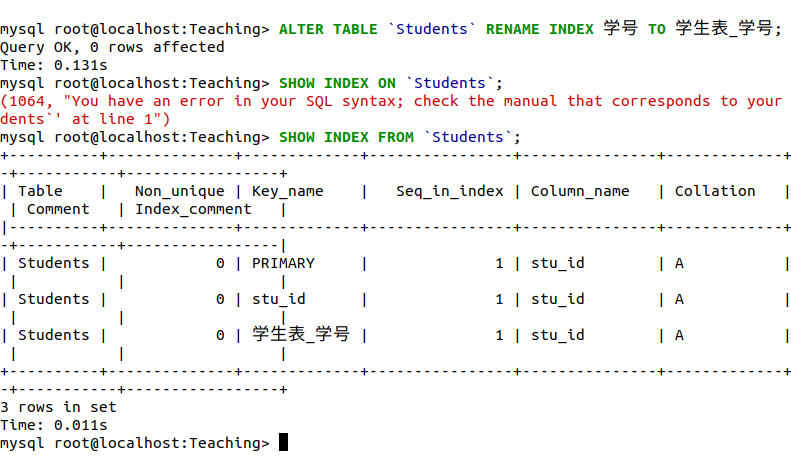 mysql root@localhost:Teaching> ALTER TABLE `Students` RENAME INDEX 学号 TO 学生表_学号;
Query OK, 0 rows affected
Time: 0.131s
mysql root@localhost:Teaching> SHOW INDEX ON `Students`;
(1064, "You have an error in your SQL syntax; check the manual that corresponds to your
dents`' at line 1")
mysql root@localhost:Teaching> SHOW INDEX FROM `Students`;
+----------+--------------+-------------+----------------+---------------+-------------+
-+-----------+-----------------+
| Table    |   Non_unique | Key_name    |   Seq_in_index | Column_name   | Collation   |
 | Comment   | Index_comment   |
|----------+--------------+-------------+----------------+---------------+-------------+
-+-----------+-----------------|
| Students |            0 | PRIMARY     |              1 | stu_id        | A           |
 |           |                 |
| Students |            0 | stu_id      |              1 | stu_id        | A           |
 |           |                 |
| Students |            0 | 学生表_学号 |              1 | stu_id        | A           |
 |           |                 |
+----------+--------------+-------------+----------------+---------------+-------------+
-+-----------+-----------------+
3 rows in set
Time: 0.011s
mysql root@localhost:Teaching>